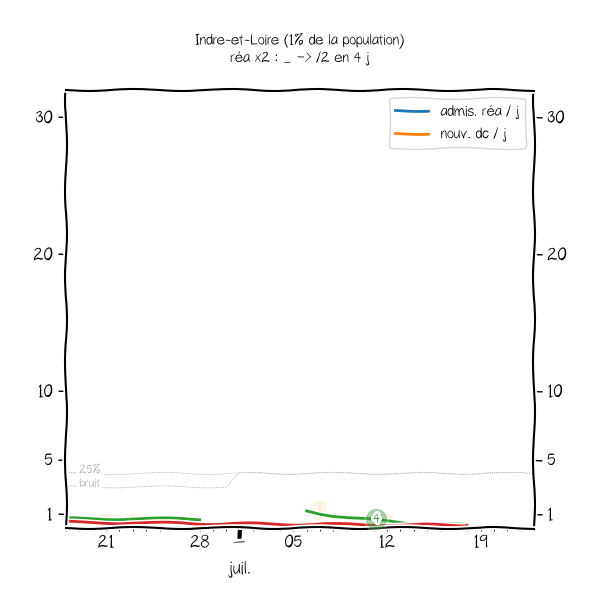 Indre-et-Loire (1% de la population)
réa x2 : _ -> /2 en 4 j
admis. réa / j
nouv. dc / j
30 30
20 20
10 10
5 5
25%
bruit
1 1
4
21 28 1 05 12 19
juil.